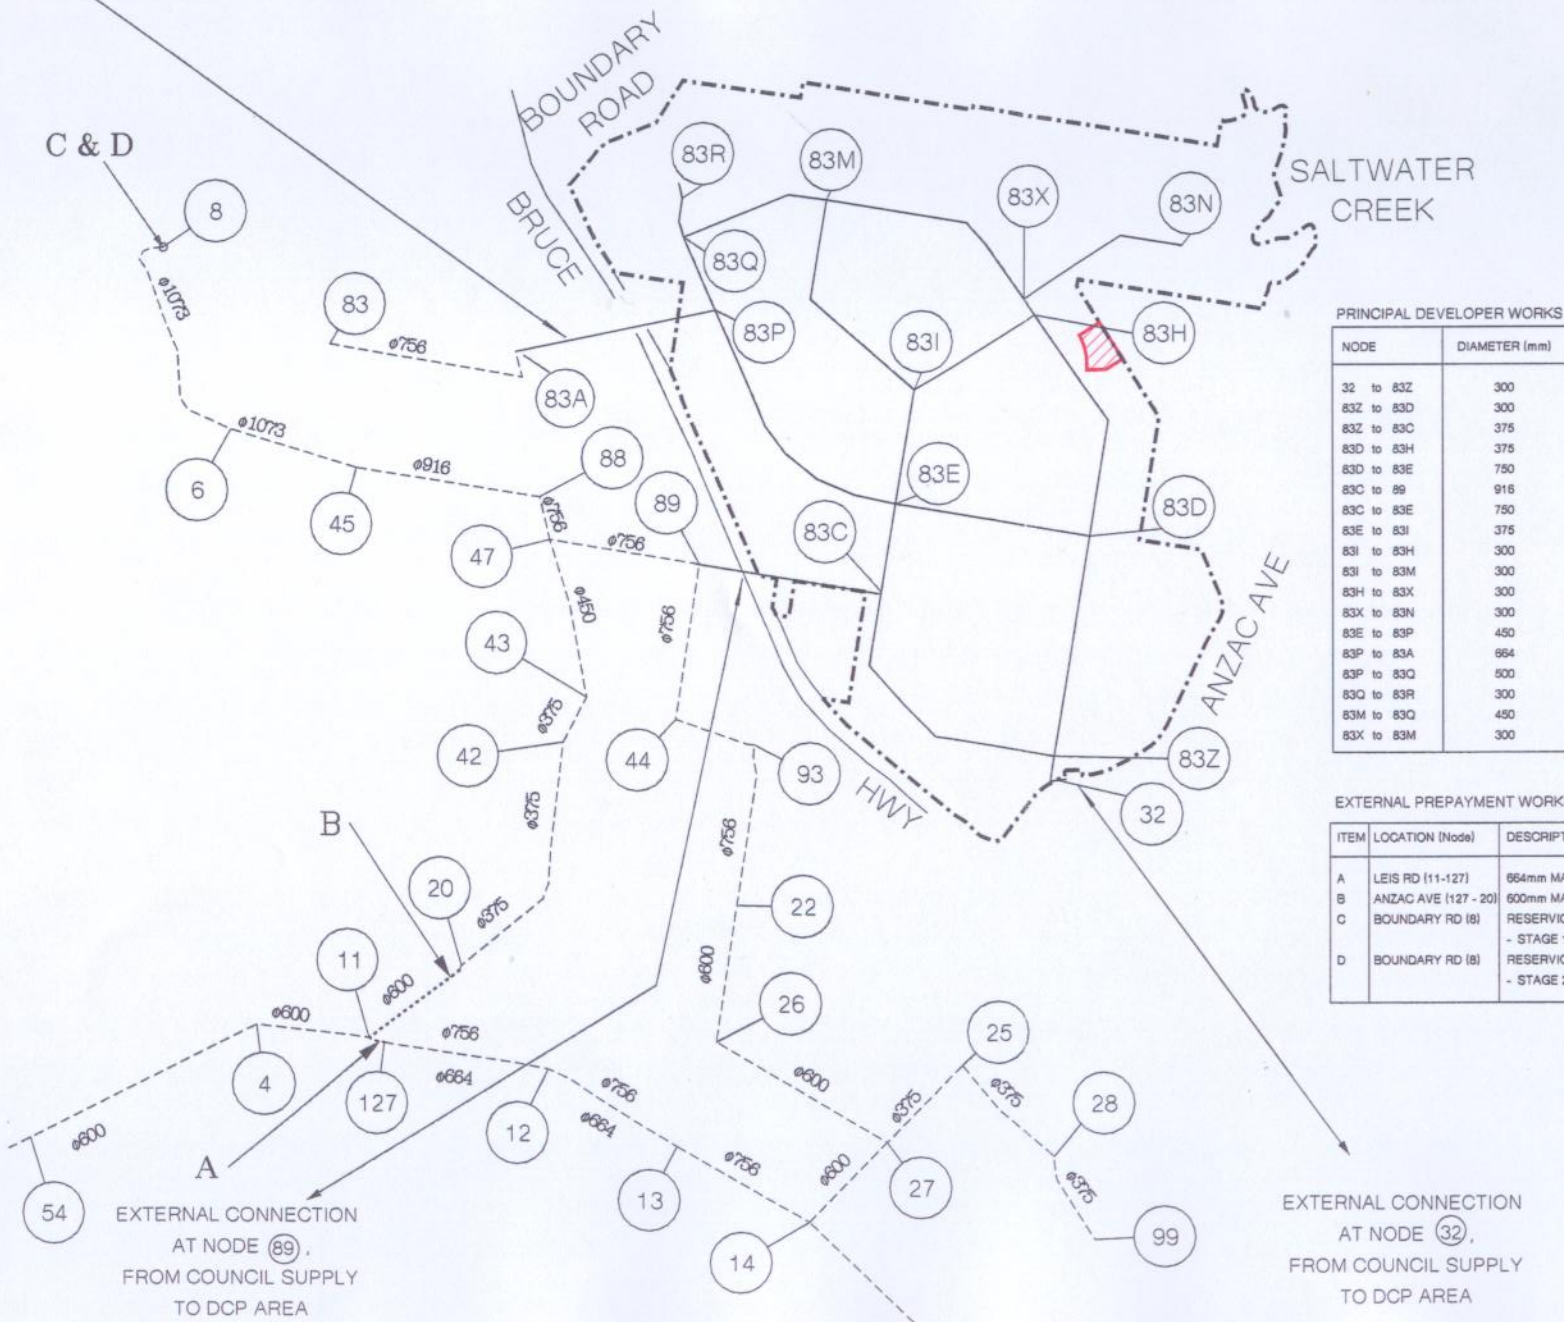 BOUNDARY
ROAD
C & D
8
83R
83M
83X
83N
SALTWATER
CREEK
BRUCE
83Q
ø1073
83
83P
83I
83H
ø756
83A
ø1073
ø916
88
6
45
89
83E
83D
83C
ø756
47
ø756
ø450
ø756
43
ANZAC AVE
ø375
42
44
93
83Z
HWY
32
ø375
B
ø756
20
ø375
22
11
ø600
ø600
26
25
ø600
ø756
4
127
ø664
12
ø756
ø664
ø600
ø375
ø375
28
ø600
A
54
13
ø756
ø600
27
ø375
14
99
EXTERNAL CONNECTION
AT NODE 89,
FROM COUNCIL SUPPLY
TO DCP AREA
EXTERNAL CONNECTION
AT NODE 32,
FROM COUNCIL SUPPLY
TO DCP AREA
PRINCIPAL DEVELOPER WORKS
NODE DIAMETER (mm)
32 to 83Z 300
83Z to 83D 300
83Z to 83C 375
83D to 83H 375
83D to 83E 750
83C to 89 916
83C to 83E 750
83E to 83I 375
83I to 83H 300
83I to 83M 300
83H to 83X 300
83X to 83N 300
83E to 83P 450
83P to 83A 664
83P to 83Q 500
83Q to 83R 300
83M to 83Q 450
83X to 83M 300
EXTERNAL PREPAYMENT WORK
ITEM LOCATION (Node) DESCRIPT
A LEIS RD (11-127) 664mm MA
B ANZAC AVE (127 - 20) 600mm MA
C BOUNDARY RD (8) RESERVIO
- STAGE 1
D BOUNDARY RD (8) RESERVIO
- STAGE 2